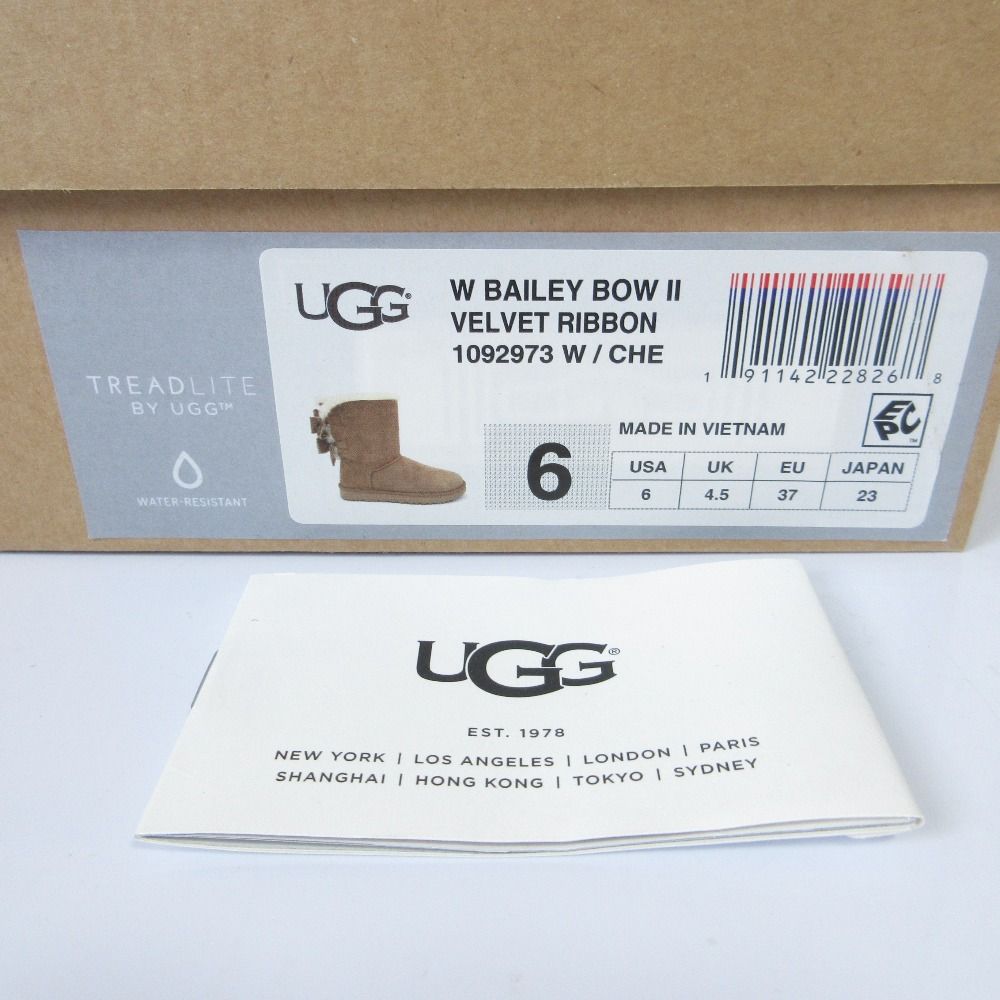 TREADLITE
BY UGG™
WATER-RESISTANT
UGG®
W BAILEY BOW II
VELVET RIBBON
1092973 W / CHE
1 91142 22826 8
6
MADE IN VIETNAM
EPC™
USA UK EU JAPAN
6 4.5 37 23
UGG®
EST. 1978
NEW YORK | LOS ANGELES | LONDON | PARIS
SHANGHAI | HONG KONG | TOKYO | SYDNEY